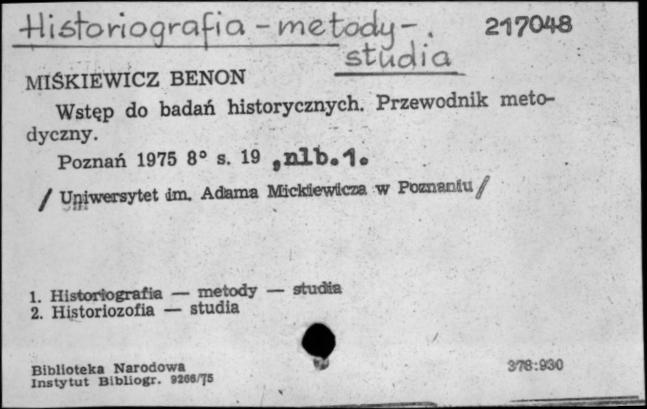 Historiografia – metody – . 217048
studia
MIŚKIEWICZ BENON
Wstęp do badań historycznych. Przewodnik meto-
dyczny.
Poznań 1975 8° s. 19 ,nlb.1.
/ Uniwersytet im. Adama Mickiewicza w Poznaniu /
1. Historiografia — metody — studia
2. Historiozofia — studia
Biblioteka Narodowa
Instytut Bibliogr. 9266/75
378:930